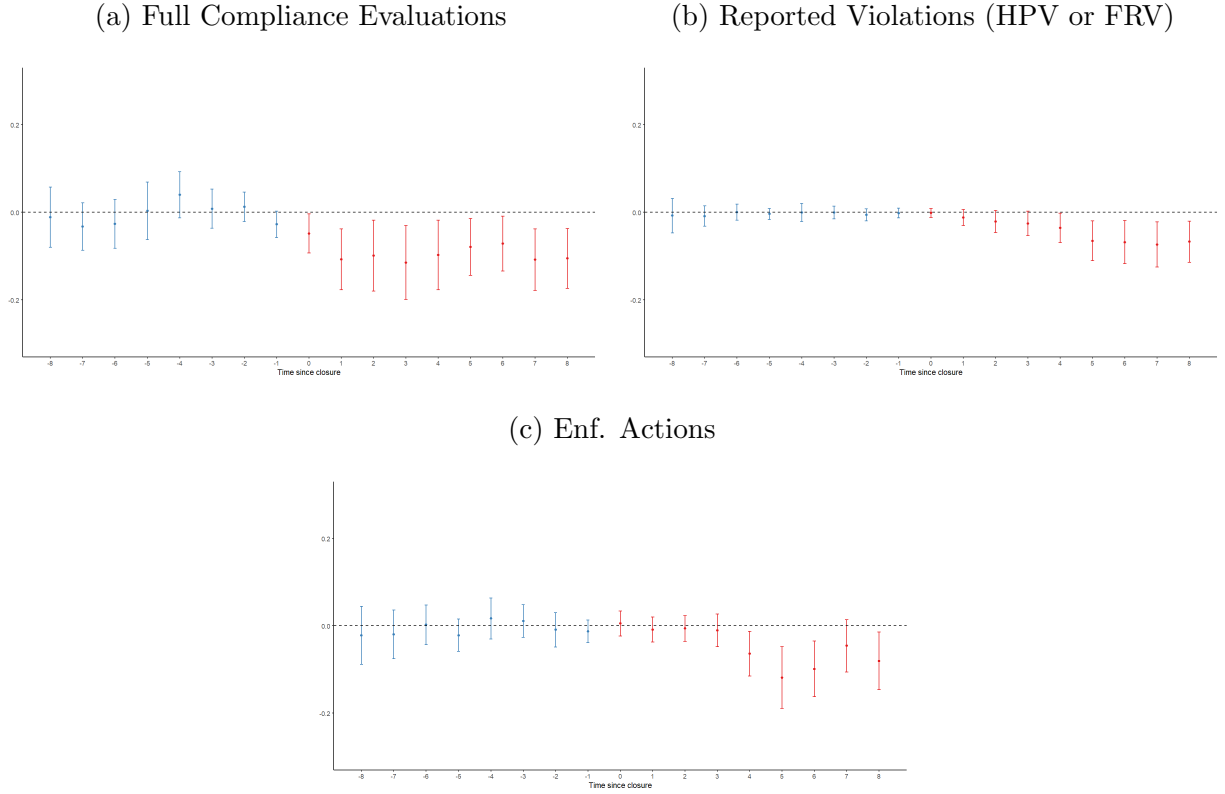 (a) Full Compliance Evaluations
0.2
0.0
-0.2
-8 -7 -6 -5 -4 -3 -2 -1 0 1 2 3 4 5 6 7 8
Time since closure
(b) Reported Violations (HPV or FRV)
0.2
0.0
-0.2
-8 -7 -6 -5 -4 -3 -2 -1 0 1 2 3 4 5 6 7 8
Time since closure
(c) Enf. Actions
0.2
0.0
-0.2
-8 -7 -6 -5 -4 -3 -2 -1 0 1 2 3 4 5 6 7 8
Time since closure